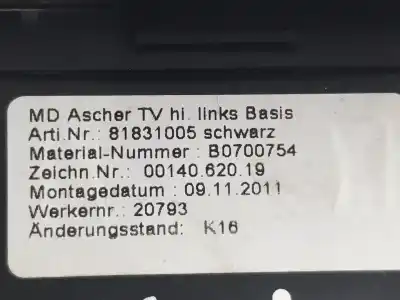 MD Ascher TV hi. links Basis
Arti.Nr.: 81831005 schwarz
Material-Nummer : B0700754
Zeichn.Nr.: 00140.620.19
Montagedatum : 09.11.2011
Werkernr.: 20793
Änderungsstand: K16